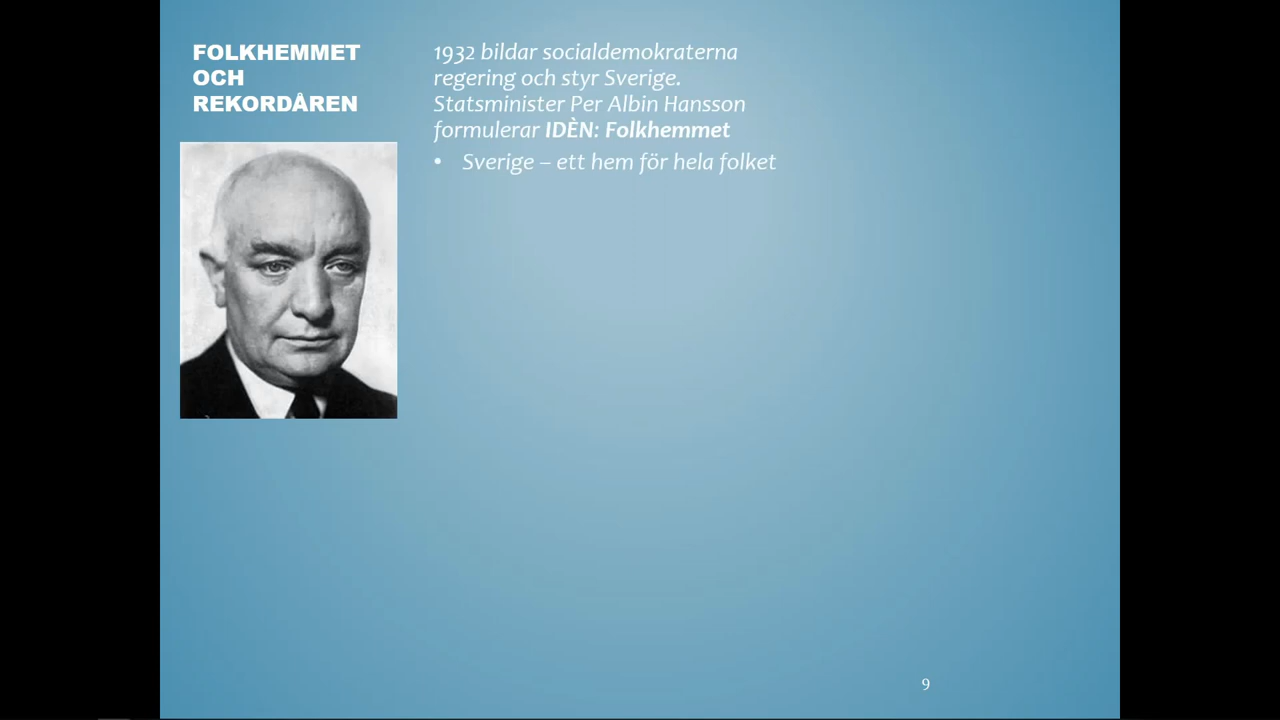 FOLKHEMMET
OCH
REKORDÅREN
1932 bildar socialdemokraterna
regering och styr Sverige.
Statsminister Per Albin Hansson
formulerar IDÈN: Folkhemmet
• Sverige – ett hem för hela folket
9